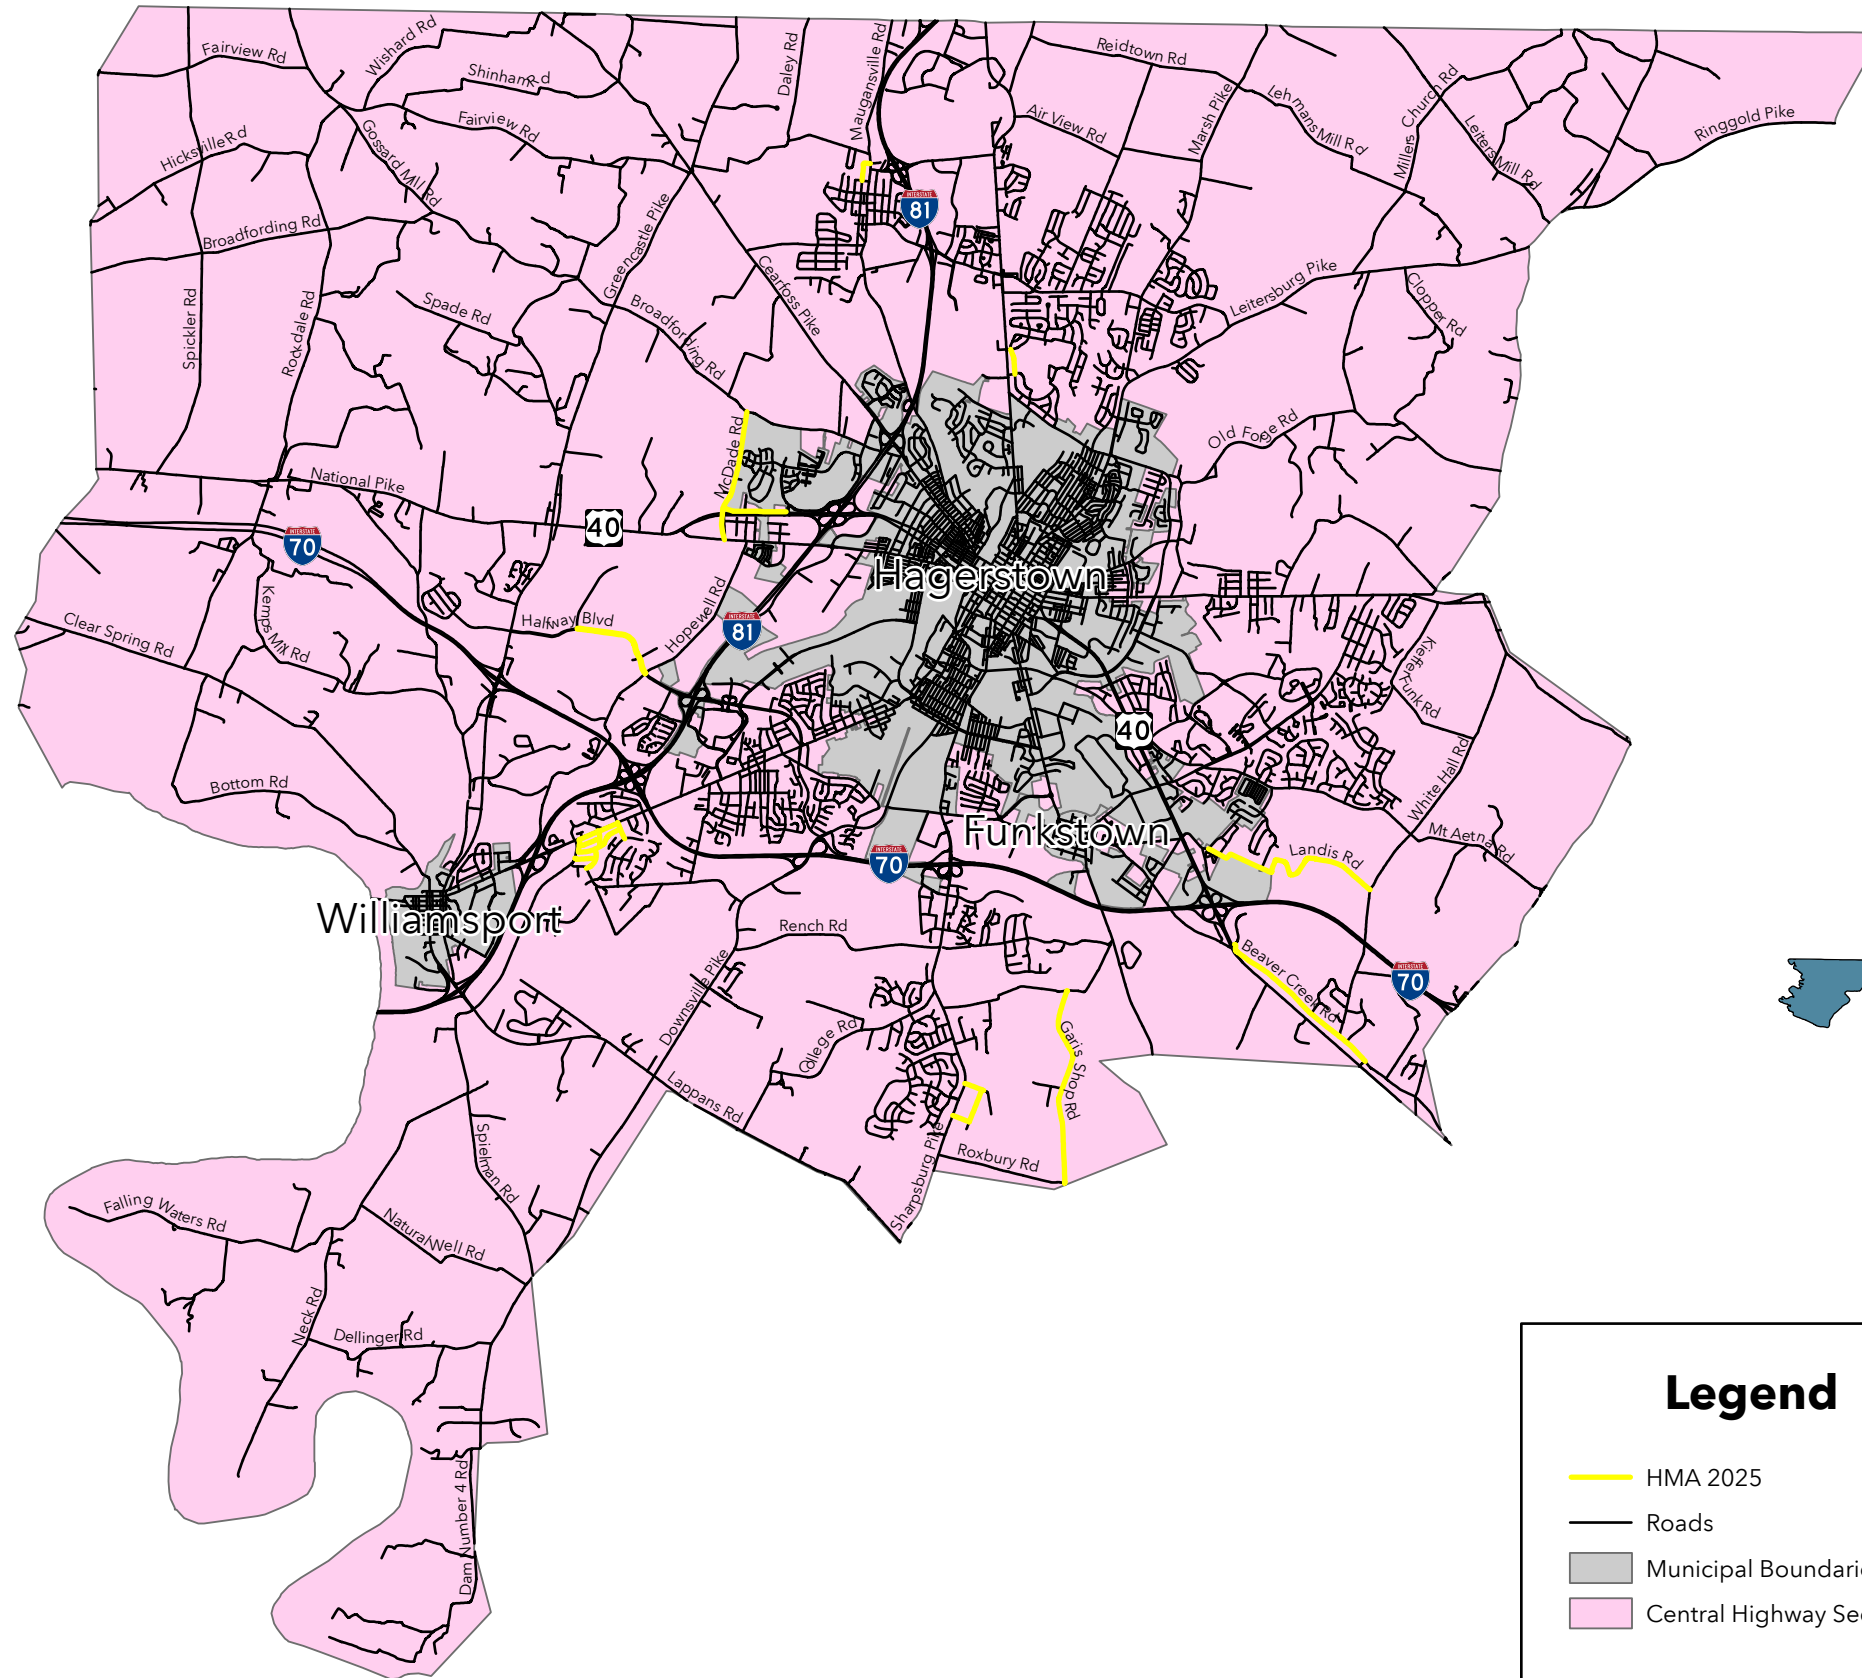 Fairview Rd
Wishard Rd
Shinham Rd
Daley Rd
Maugansville Rd
Reidtown Rd
Fairview Rd
Air View Rd
Marsh Pike
Lehmans Mill Rd
Millers Church Rd
Leiters Mill Rd
Ringgold Pike
Hicksville Rd
Gossard Mill Rd
Broadfording Rd
Greencastle Pike
INTERSTATE
81
Spickler Rd
Rockdale Rd
Spade Rd
Broadfording Rd
Cearfoss Pike
Leitersburg Pike
Clopper Rd
McDade Rd
Old Forge Rd
National Pike
40
INTERSTATE
70
Hagerstown
Kemps Mill Rd
Clear Spring Rd
Halfway Blvd
Hopewell Rd
INTERSTATE
81
Kieffer Funk Rd
40
White Hall Rd
Bottom Rd
Funkstown
Mt Aetna Rd
Landis Rd
INTERSTATE
70
Williamsport
Rench Rd
Downsville Pike
Beaver Creek Rd
INTERSTATE
70
College Rd
Garis Shop Rd
Lappans Rd
Sharpsburg Pike
Roxbury Rd
Spielman Rd
Falling Waters Rd
Natural Well Rd
Neck Rd
Dellinger Rd
Dam Number 4 Rd
Legend
HMA 2025
Roads
Municipal Boundari
Central Highway Se